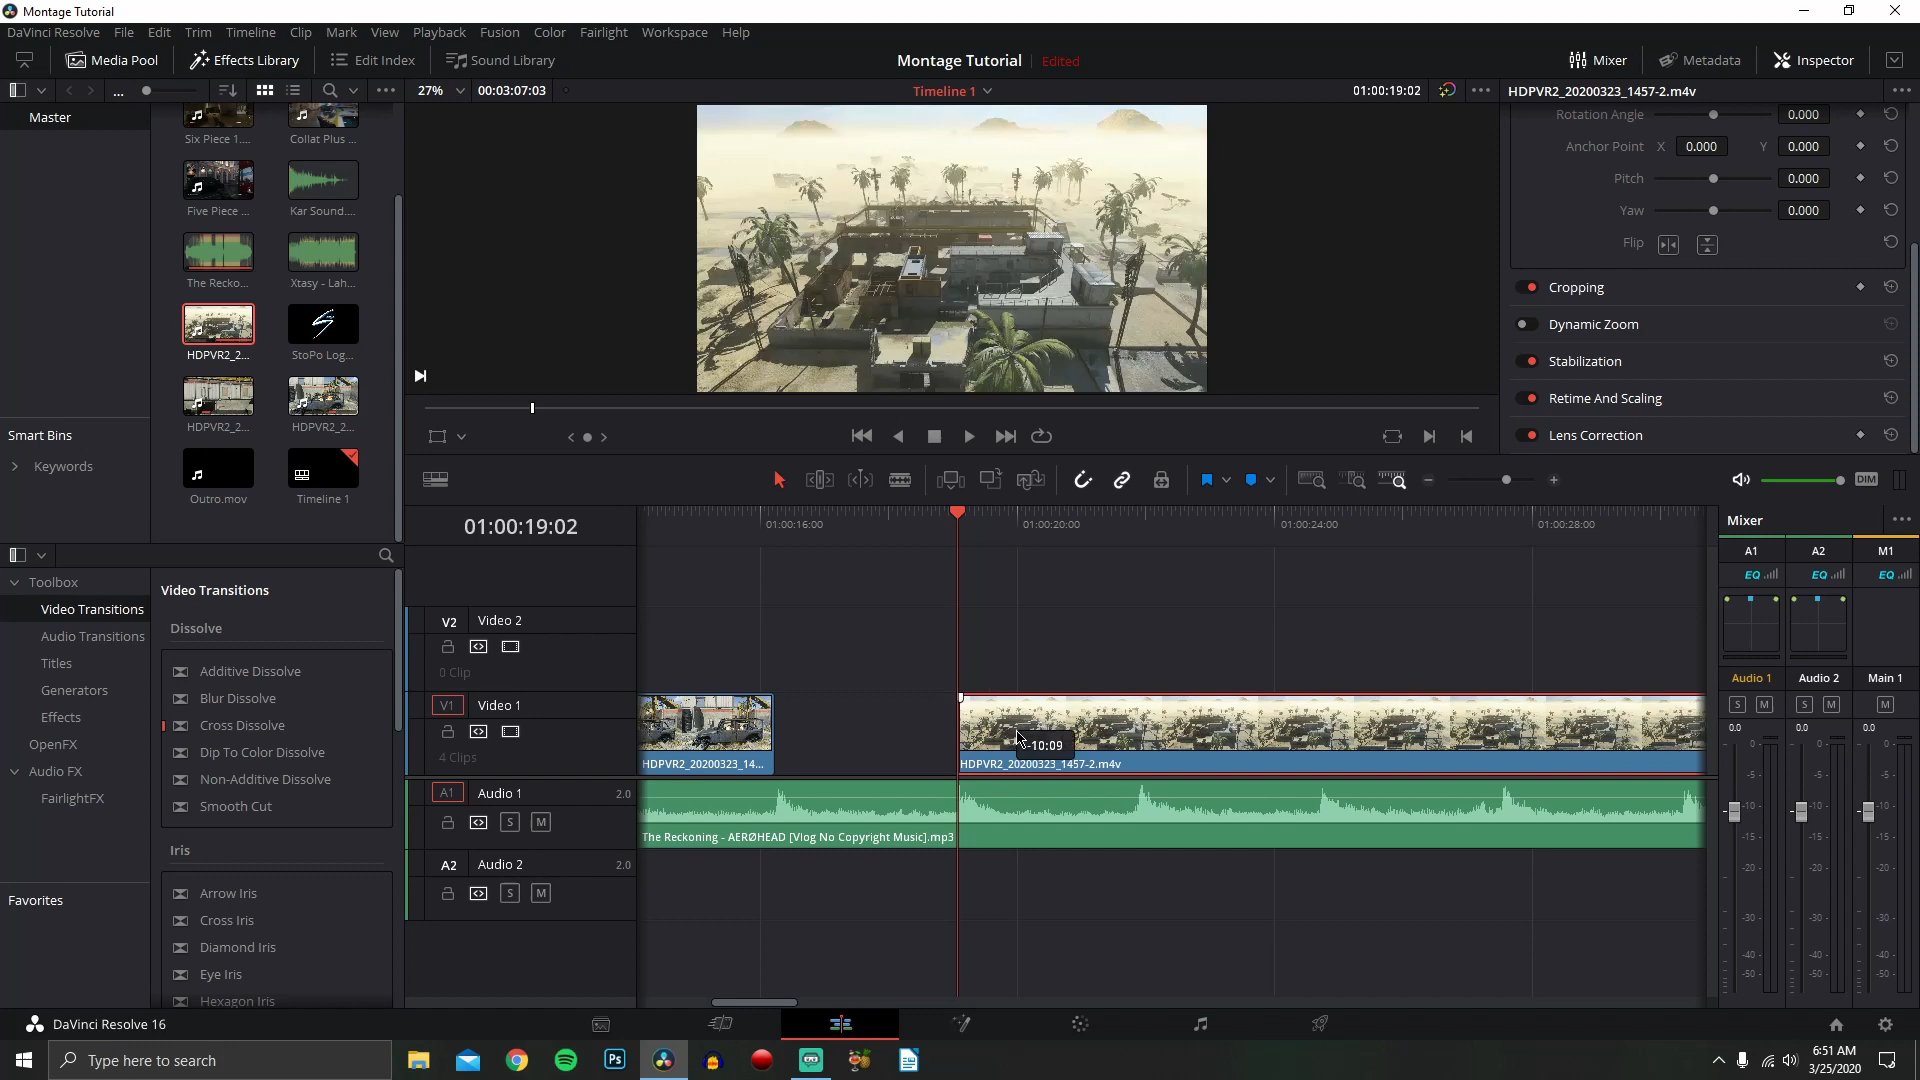 Montage Tutorial
DaVinci Resolve File Edit Trim Timeline Clip Mark View Playback Fusion Color Fairlight Workspace Help
Media Pool Effects Library Edit Index Sound Library Montage Tutorial Edited Mixer Metadata Inspector
... 27% 00:03:07:03 Timeline 1 01:00:19:02 HDPVR2_20200323_1457-2.m4v
Master
Six Piece 1.... Collat Plus ...
Five Piece ... Kar Sound....
The Recko... Xtasy - Lah...
HDPVR2_2... StoPo Log...
HDPVR2_2... HDPVR2_2...
Outro.mov Timeline 1
Smart Bins
Keywords
Rotation Angle 0.000
Anchor Point X 0.000 Y 0.000
Pitch 0.000
Yaw 0.000
Flip
Cropping
Dynamic Zoom
Stabilization
Retime And Scaling
Lens Correction
DIM
Toolbox
Video Transitions
Audio Transitions
Titles
Generators
Effects
OpenFX
Audio FX
FairlightFX
Favorites
Video Transitions
Dissolve
Additive Dissolve
Blur Dissolve
Cross Dissolve
Dip To Color Dissolve
Non-Additive Dissolve
Smooth Cut
Iris
Arrow Iris
Cross Iris
Diamond Iris
Eye Iris
Hexagon Iris
01:00:19:02 01:00:16:00 01:00:20:00 01:00:24:00 01:00:28:00
V2 Video 2
0 Clip
V1 Video 1
4 Clips
-10:09
HDPVR2_20200323_14... HDPVR2_20200323_1457-2.m4v
A1 Audio 1 2.0
S M
The Reckoning - AERØHEAD [Vlog No Copyright Music].mp3
A2 Audio 2 2.0
S M
Mixer
A1 A2 M1
EQ EQ EQ
Audio 1 Audio 2 Main 1
S M S M M
0.0 0.0 0.0
0 0 0
-5 -5 -5
-10 -10 -10
-15 -15 -15
-20 -20 -20
-30 -30 -30
-40 -40 -40
-50 -50 -50
DaVinci Resolve 16
Type here to search
Ps
6:51 AM
3/25/2020